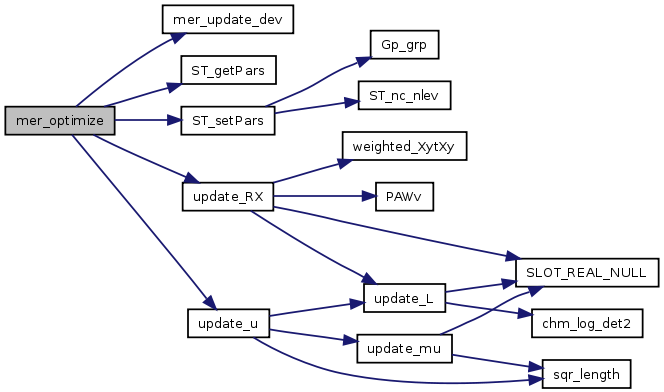 mer_update_dev
Gp_grp
ST_getPars
ST_nc_nlev
mer_optimize
ST_setPars
weighted_XytXy
update_RX
PAWv
SLOT_REAL_NULL
update_L
update_u
chm_log_det2
update_mu
sqr_length